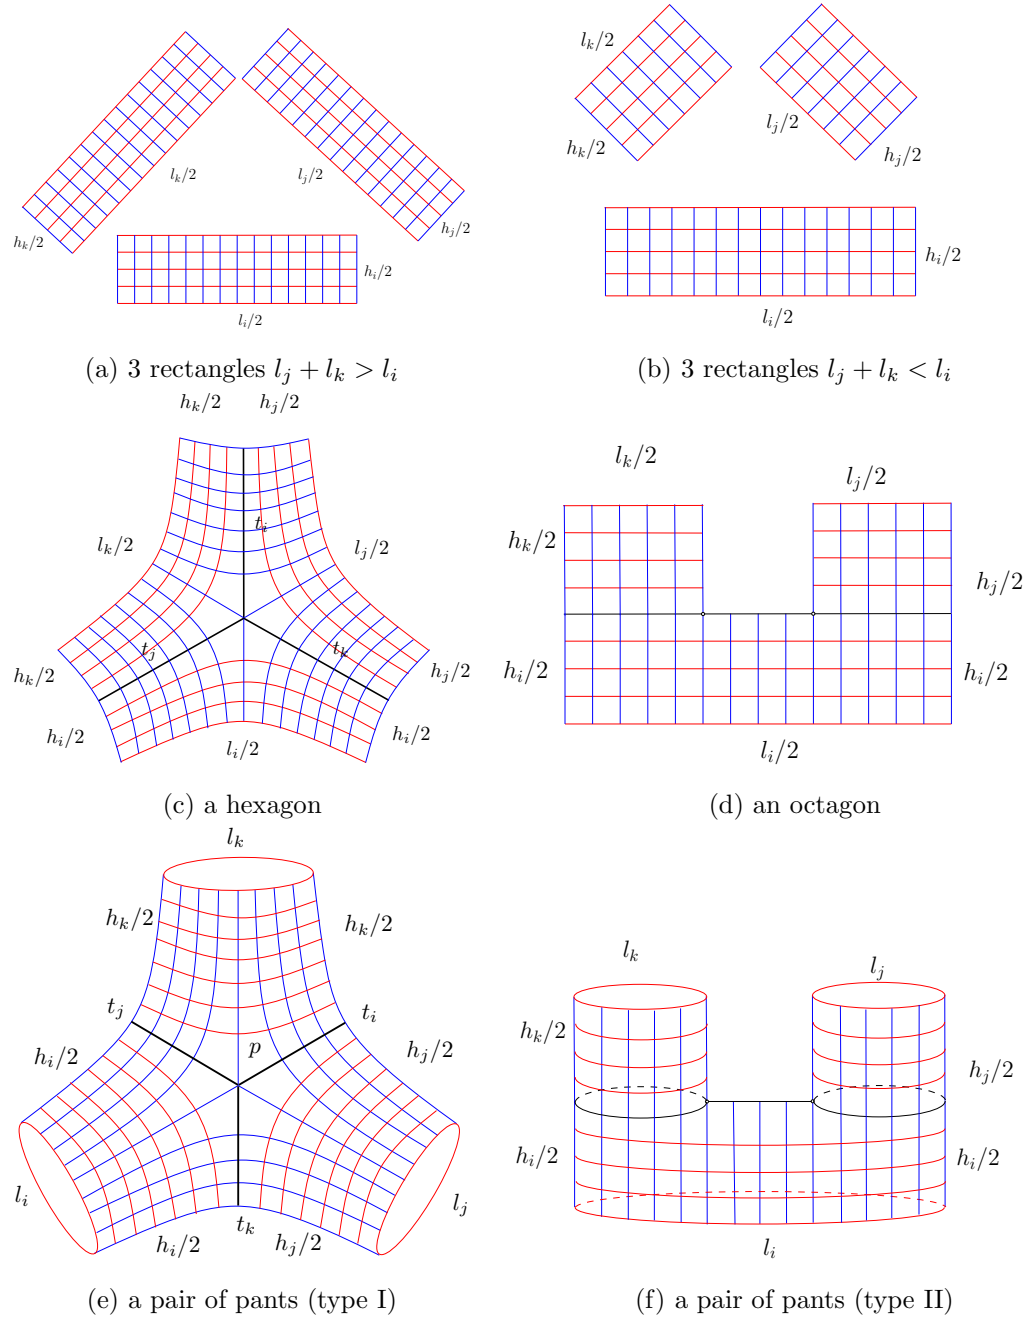 l_k/2
l_j/2
h_k/2
h_j/2
h_i/2
l_i/2
(a) 3 rectangles l_j + l_k > l_i
l_k/2
l_j/2
h_k/2
h_j/2
h_i/2
l_i/2
(b) 3 rectangles l_j + l_k < l_i
h_k/2 h_j/2
t_i
l_k/2 l_j/2
t_j t_k
h_k/2 h_j/2
h_i/2 h_i/2
l_i/2
(c) a hexagon
l_k/2
l_j/2
h_k/2
h_j/2
h_i/2 h_i/2
l_i/2
(d) an octagon
l_k
h_k/2 h_k/2
t_j t_i
p
h_i/2 h_j/2
l_i l_j
t_k
h_i/2 h_j/2
(e) a pair of pants (type I)
l_k
l_j
h_k/2
h_j/2
h_i/2 h_i/2
l_i
(f) a pair of pants (type II)